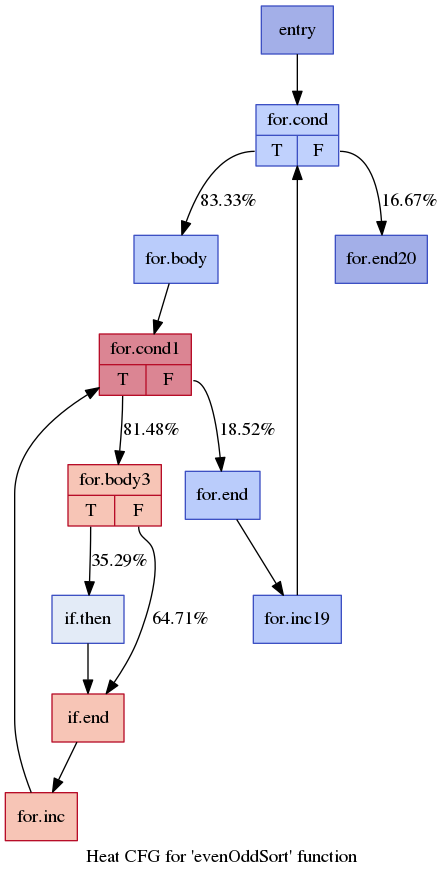 entry
for.cond
T F
83.33%
16.67%
for.body
for.end20
for.cond1
T F
81.48%
18.52%
for.body3
T F
for.end
35.29%
64.71%
if.then
for.inc19
if.end
for.inc
Heat CFG for 'evenOddSort' function